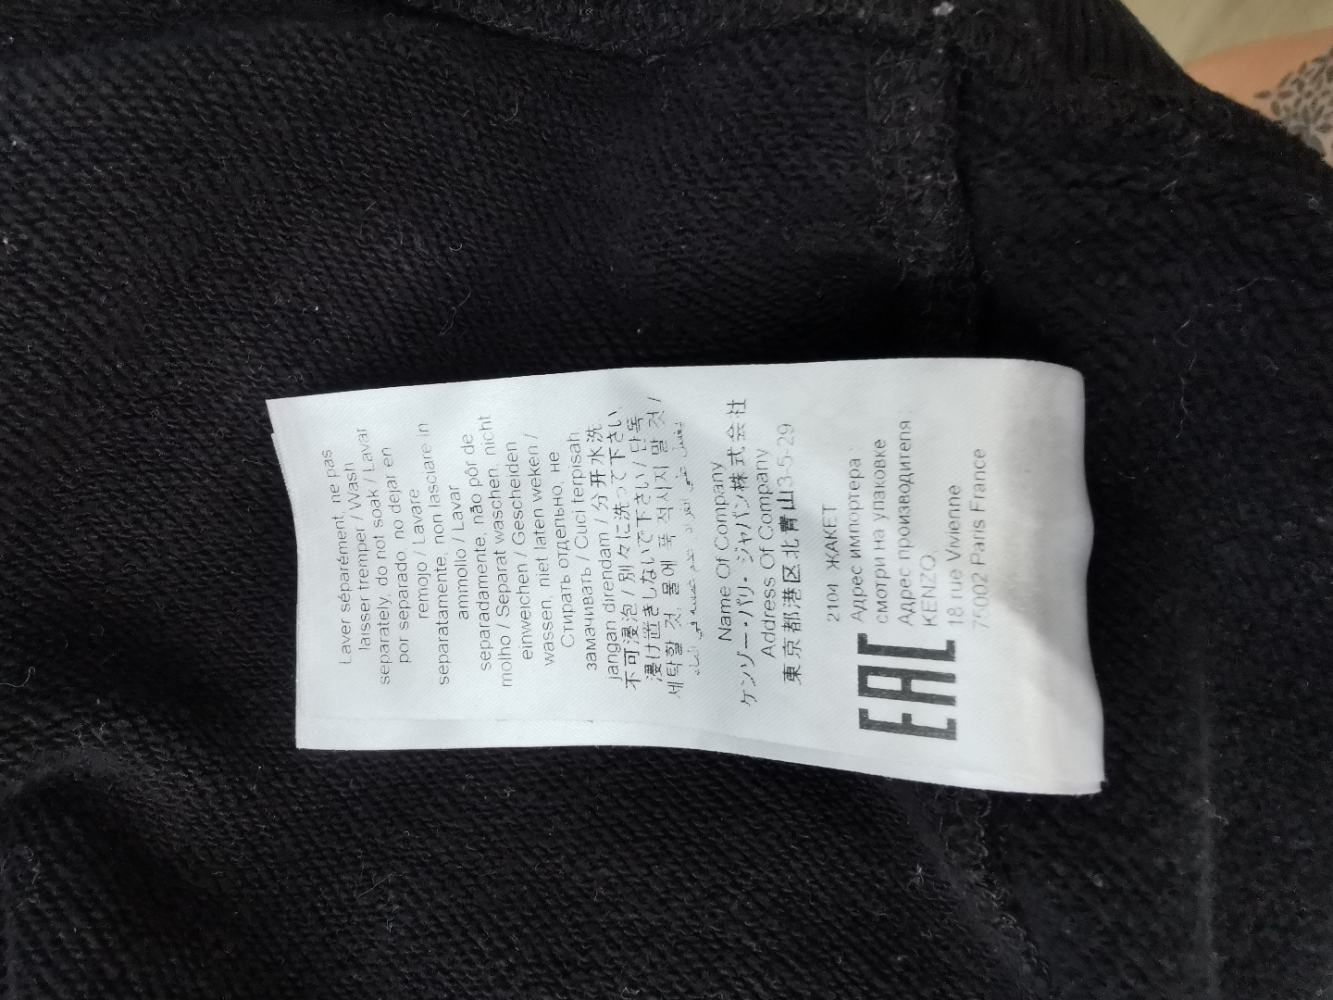 Laver séparément, ne pas
laisser tremper / Wash
separately, do not soak / Lavar
por separado, no dejar en
remojo / Lavare
separatamente, non lasciare in
ammollo / Lavar
separadamente, não pôr de
molho / Separat waschen, nicht
einweichen / Gescheiden
wassen, niet laten weken /
Стирать отдельно, не
замачивать / Cuci terpisah,
jangan direndam / 分开水洗,
不可浸泡 / 別々に洗って下さい,
浸け置きしないで下さい / 단독
세탁할 것, 물에 푹 적시지 말 것 /
Name Of Company
ケンゾー・パリ・ジャパン株式会社
Address Of Company
東京都港区北青山3-5-29
2104 ЖАКЕТ
Адрес импортера
смотри на упаковке
Адрес производителя,
KENZO,
18 rue Vivienne
75002 Paris France
EAC